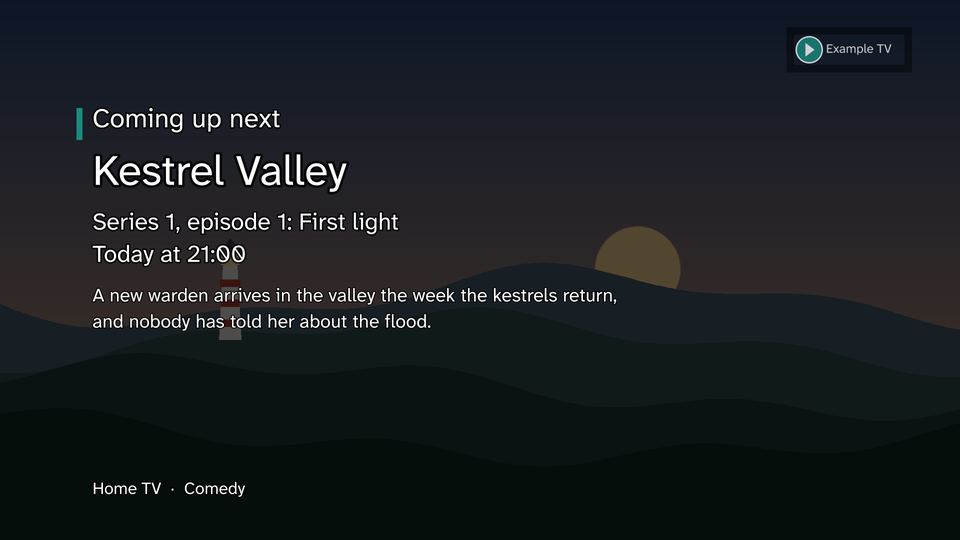 Example TV
Coming up next
Kestrel Valley
Series 1, episode 1: First light
Today at 21:00
A new warden arrives in the valley the week the kestrels return,
and nobody has told her about the flood.
Home TV · Comedy